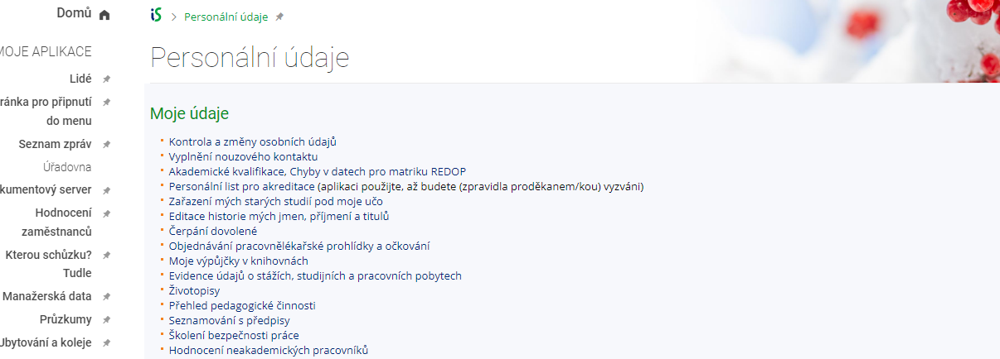 Domů
MOJE APLIKACE
Lidé
ránka pro připnutí
do menu
Seznam zpráv
Úřadovna
kumentový server
Hodnocení
zaměstnanců
Kterou schůzku?
Tudle
Manažerská data
Průzkumy
Ubytování a koleje
iS > Personální údaje
Personální údaje
Moje údaje
Kontrola a změny osobních údajů
Vyplnění nouzového kontaktu
Akademické kvalifikace, Chyby v datech pro matriku REDOP
Personální list pro akreditace (aplikaci použijte, až budete (zpravidla proděkanem/kou) vyzváni)
Zařazení mých starých studií pod moje učo
Editace historie mých jmen, příjmení a titulů
Čerpání dovolené
Objednávání pracovnělékařské prohlídky a očkování
Moje výpůjčky v knihovnách
Evidence údajů o stážích, studijních a pracovních pobytech
Životopisy
Přehled pedagogické činnosti
Seznamování s předpisy
Školení bezpečnosti práce
Hodnocení neakademických pracovníků